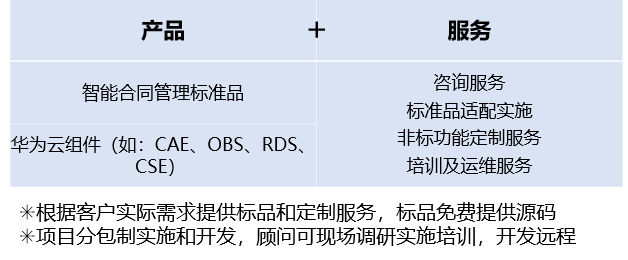 产品 + 服务
智能合同管理标准品
华为云组件（如：CAE、OBS、RDS、
CSE）
咨询服务
标准品适配实施
非标功能定制服务
培训及运维服务
✳根据客户实际需求提供标品和定制服务，标品免费提供源码
✳项目分包制实施和开发，顾问可现场调研实施培训，开发远程